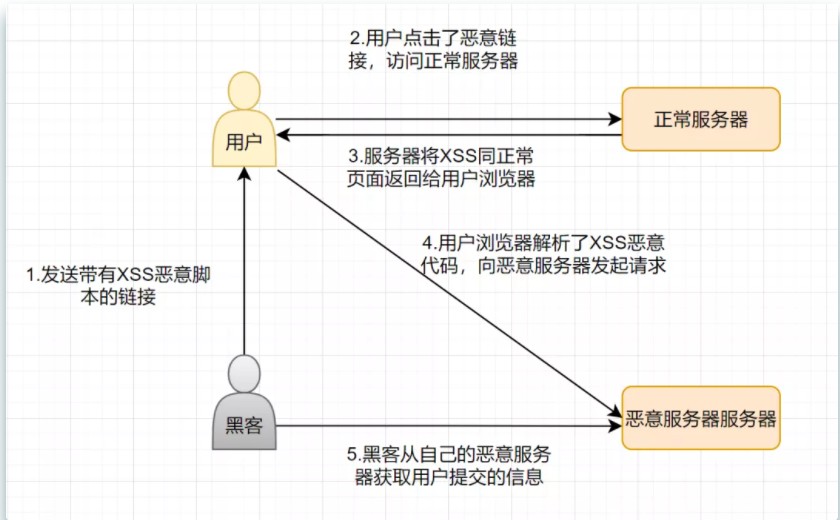 2.用户点击了恶意链
接，访问正常服务器
用户
正常服务器
3.服务器将XSS同正常
页面返回给用户浏览器
4.用户浏览器解析了XSS恶意
代码，向恶意服务器发起请求
1.发送带有XSS恶意脚
本的链接
黑客
恶意服务器服务器
5.黑客从自己的恶意服务
器获取用户提交的信息